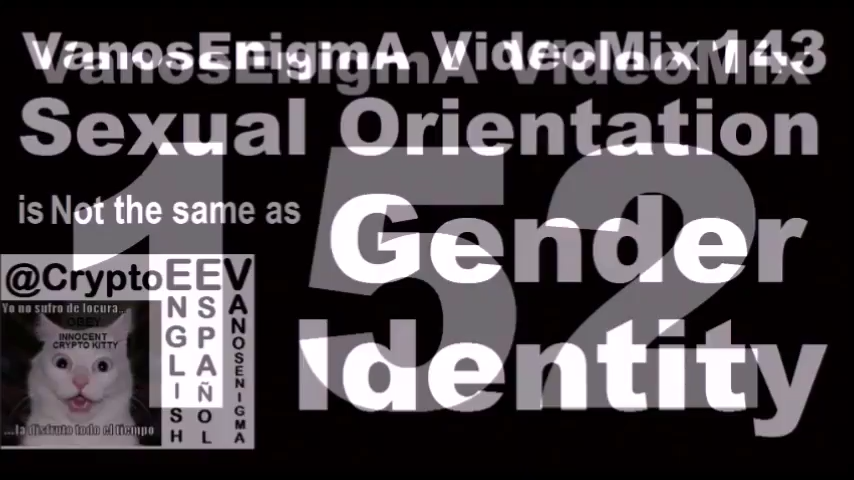 VanosEnigmA VideoMix 143
VanosEnigmA VideoMix
152
Sexual Orientation
is Not the same as
Gender
Identity
@CryptoEEV
ENGLISH
ESPAÑOL
VANOSENIGMA
Yo no sufro de locura...
OBEY
INNOCENT
CRYPTO KITTY
...la disfruto todo el tiempo